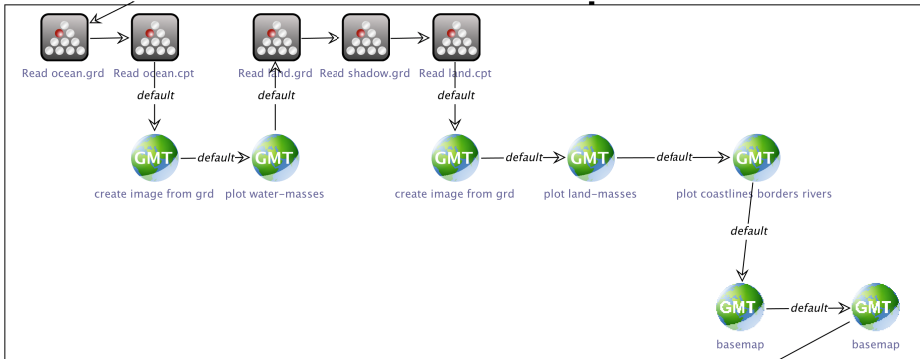 Read ocean.grd
Read ocean.cpt
Read land.grd
Read shadow.grd
Read land.cpt
default
default
default
GMT
default
GMT
GMT
default
GMT
default
GMT
create image from grd
plot water-masses
create image from grd
plot land-masses
plot coastlines borders rivers
default
GMT
default
GMT
basemap
basemap